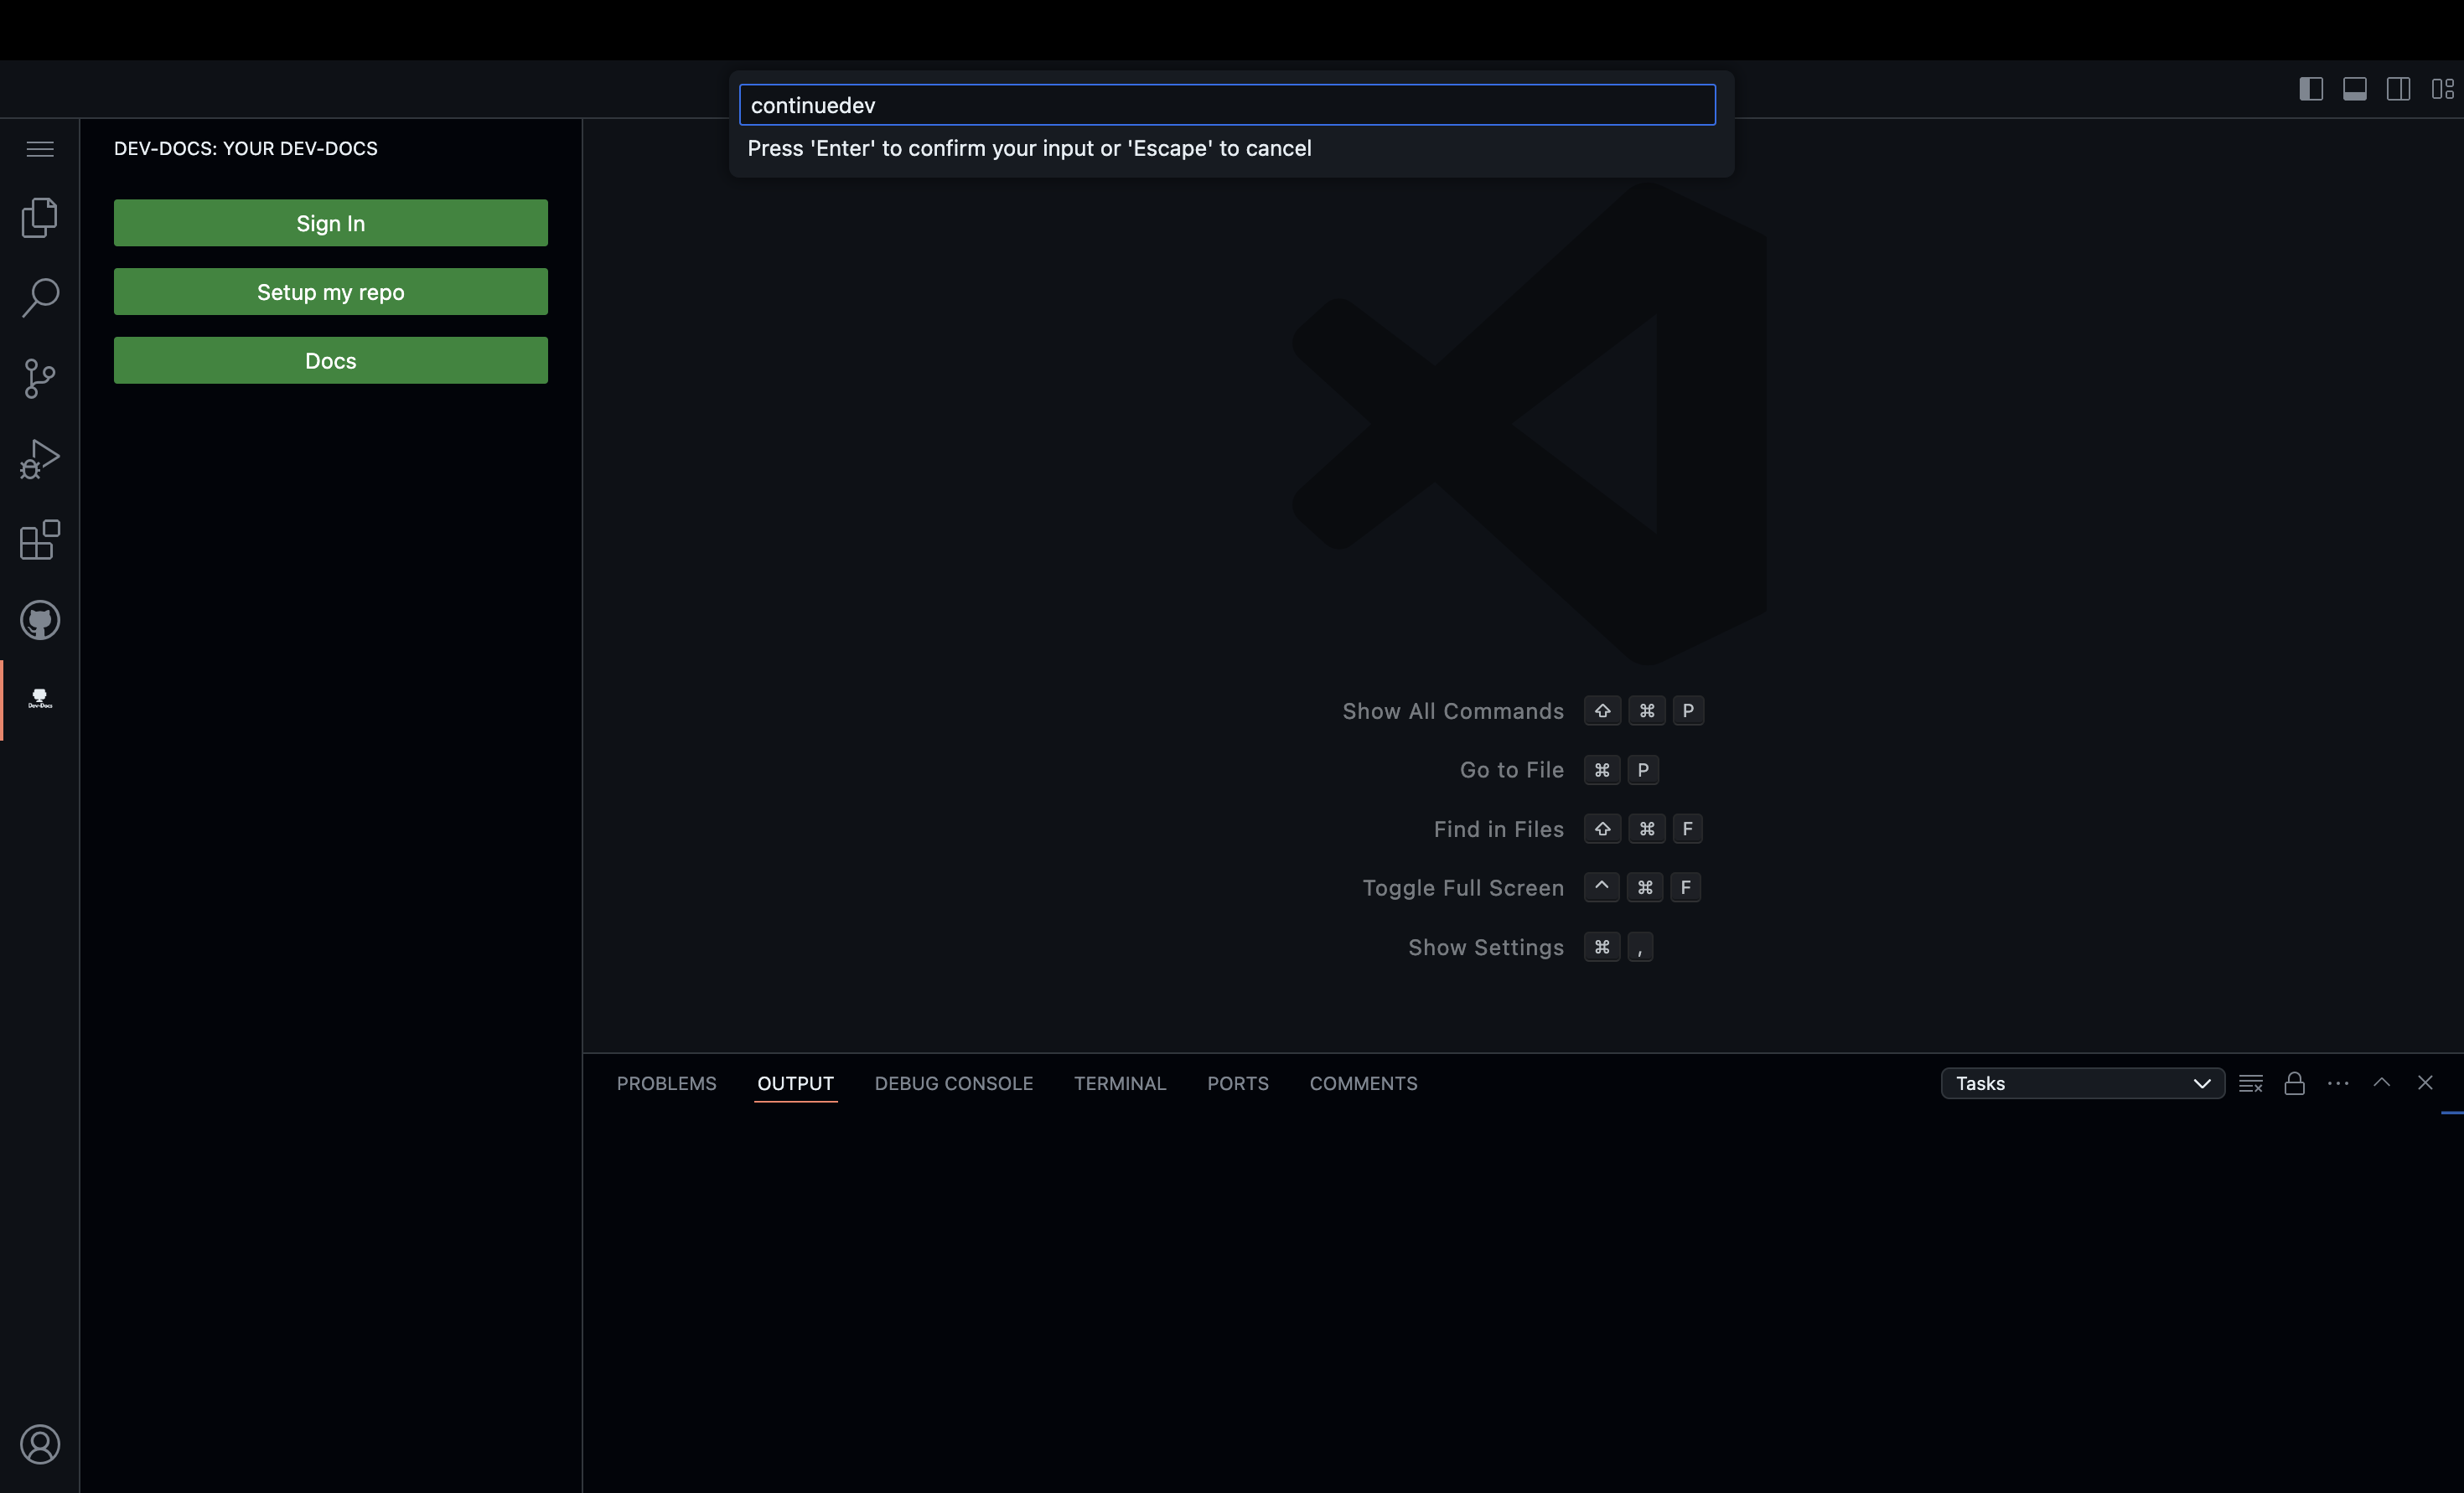 continuedev
Press 'Enter' to confirm your input or 'Escape' to cancel
DEV-DOCS: YOUR DEV-DOCS
Sign In
Setup my repo
Docs
Dev-Docs
Show All Commands ⇧ ⌘ P
Go to File ⌘ P
Find in Files ⇧ ⌘ F
Toggle Full Screen ^ ⌘ F
Show Settings ⌘ ,
PROBLEMS OUTPUT DEBUG CONSOLE TERMINAL PORTS COMMENTS Tasks